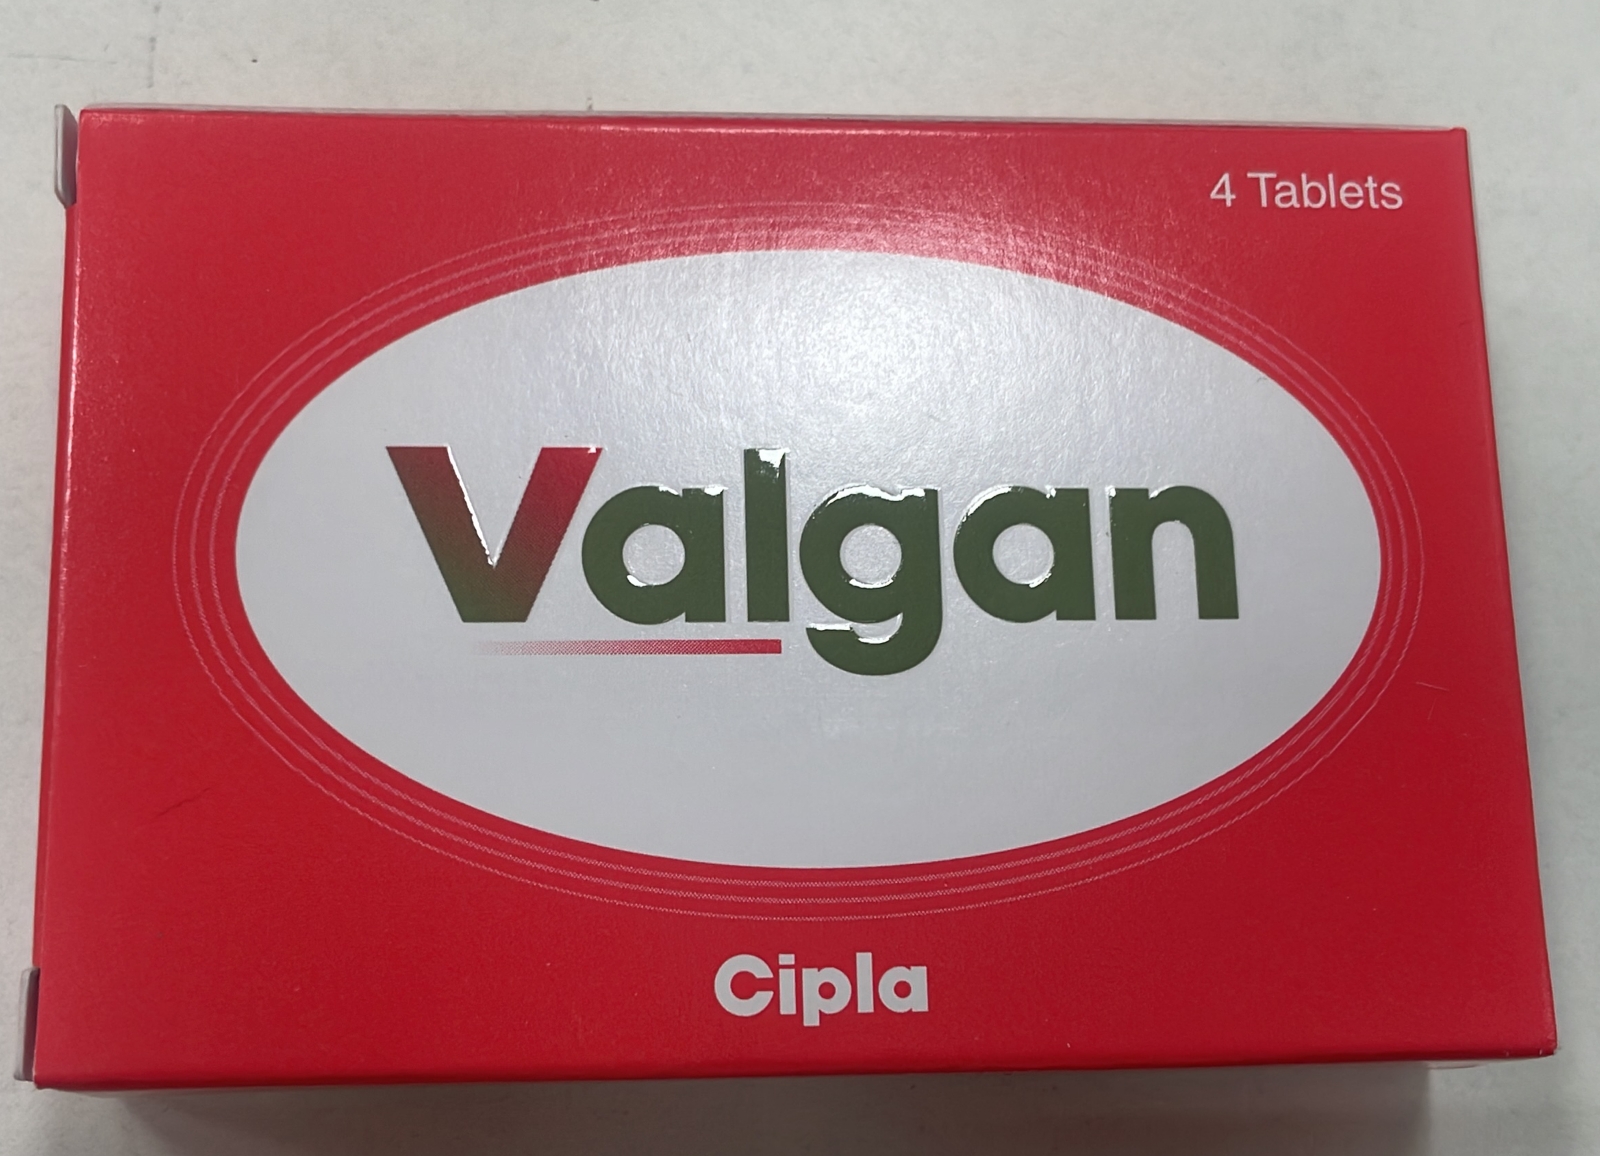 4 Tablets
Valgan
Cipla